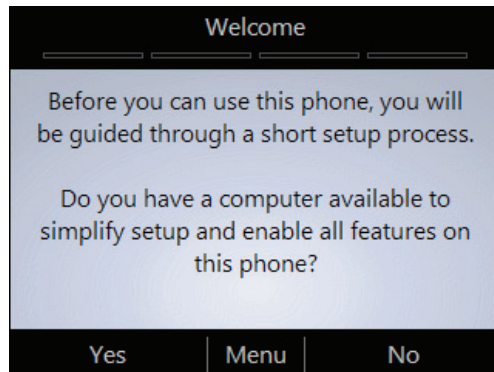 Welcome
Before you can use this phone, you will
be guided through a short setup process.
Do you have a computer available to
simplify setup and enable all features on
this phone?
Yes Menu No